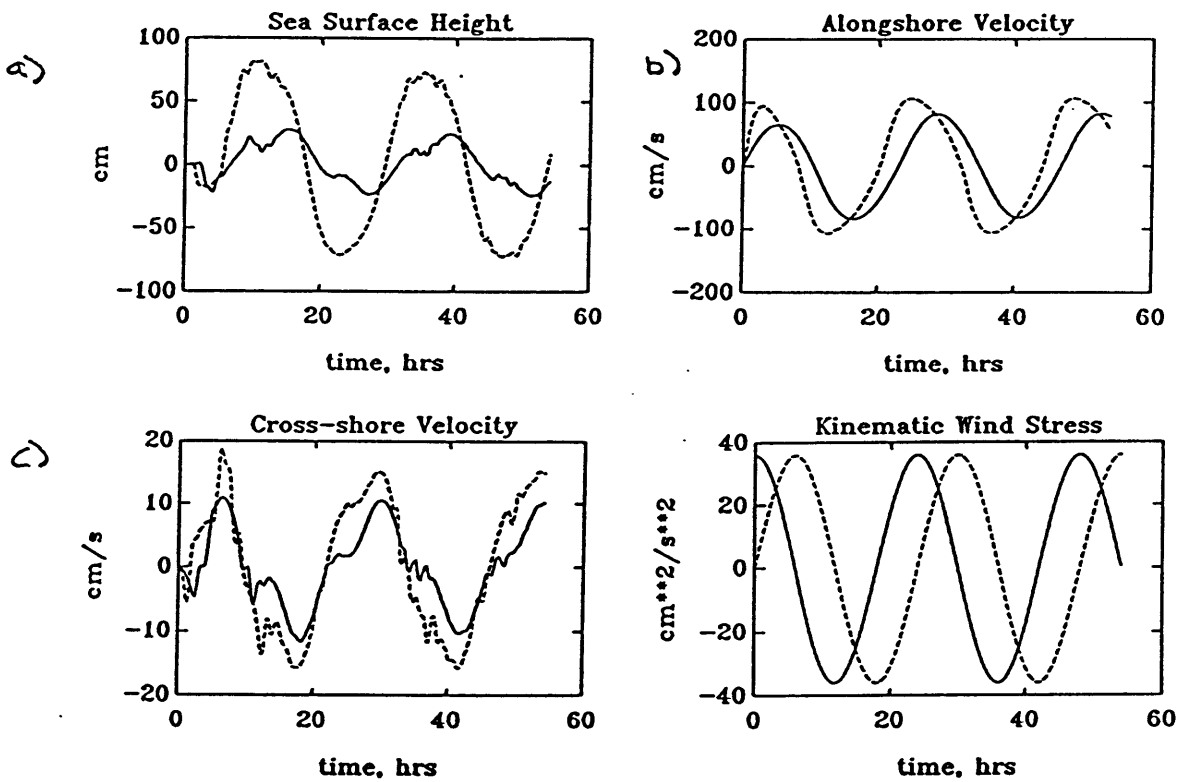 a)
Sea Surface Height
100
50
0
-50
-100
cm
0 20 40 60
time, hrs
b)
Alongshore Velocity
200
100
0
-100
-200
cm/s
0 20 40 60
time, hrs
c)
Cross-shore Velocity
20
10
0
-10
-20
cm/s
0 20 40 60
time, hrs
Kinematic Wind Stress
40
20
0
-20
-40
cm**2/s**2
0 20 40 60
time, hrs